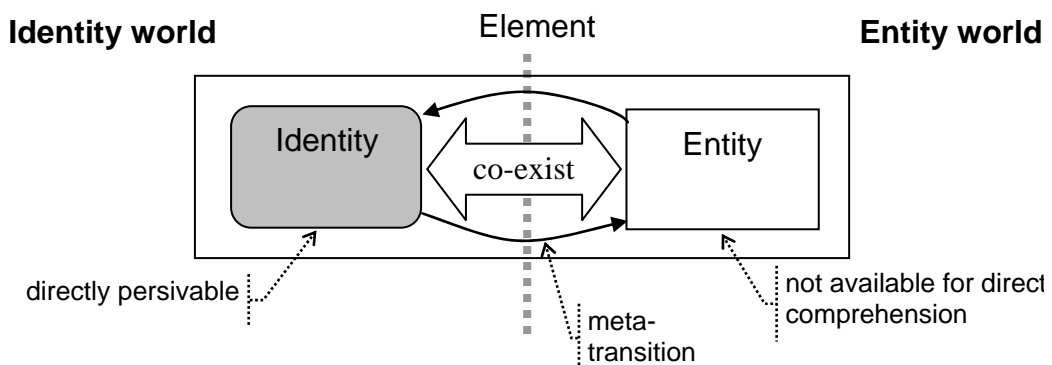 Identity world
Element
Entity world
Identity
co-exist
Entity
directly persivable
meta-
transition
not available for direct
comprehension